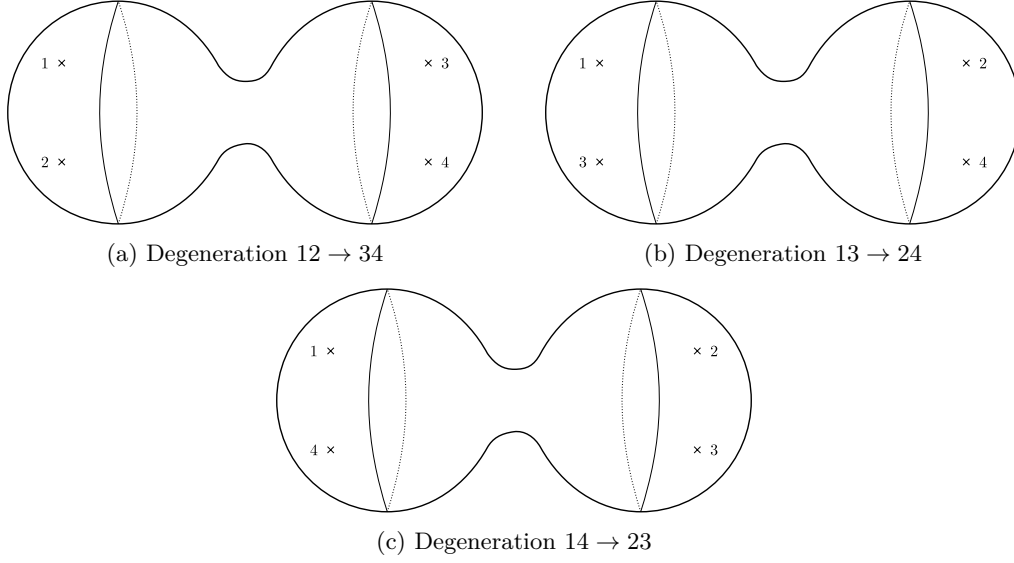 1 × × 3 1 × × 2
2 × × 4 3 × × 4
(a) Degeneration 12 → 34 (b) Degeneration 13 → 24
1 × × 2
4 × × 3
(c) Degeneration 14 → 23